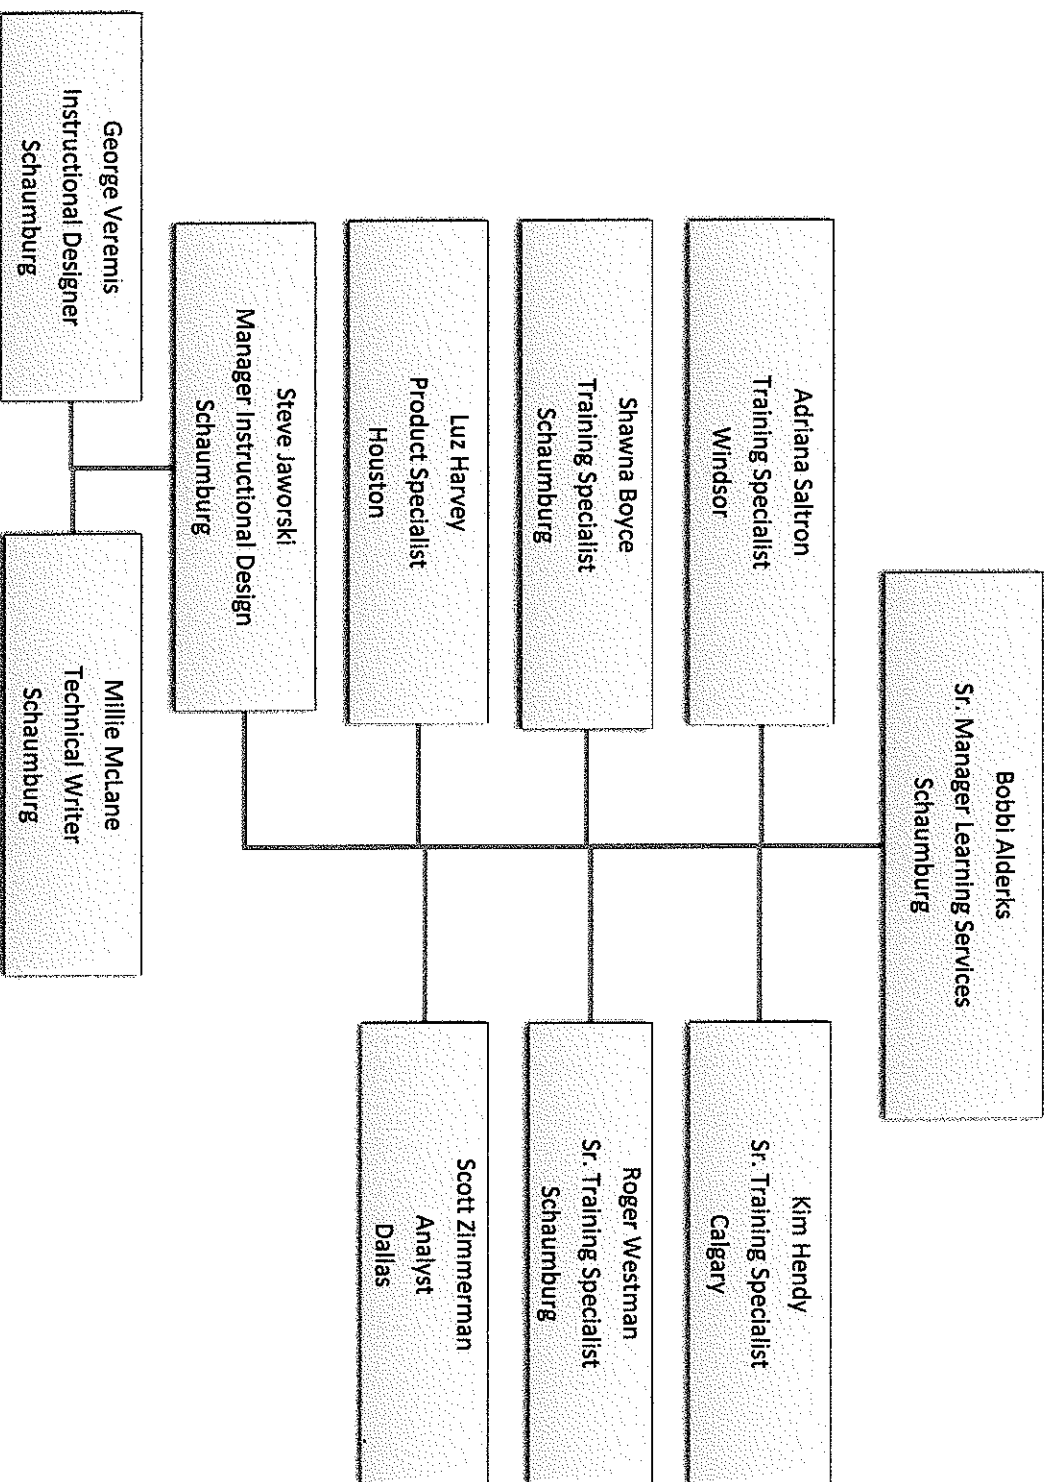 Bobbi Alderks
Sr. Manager Learning Services
Schaumburg
Adriana Saltron
Training Specialist
Windsor
Kim Hendy
Sr. Training Specialist
Calgary
Shawna Boyce
Training Specialist
Schaumburg
Roger Westman
Sr. Training Specialist
Schaumburg
Luz Harvey
Product Specialist
Houston
Scott Zimmerman
Analyst
Dallas
Steve Jaworski
Manager Instructional Design
Schaumburg
George Veremis
Instructional Designer
Schaumburg
Millie McLane
Technical Writer
Schaumburg